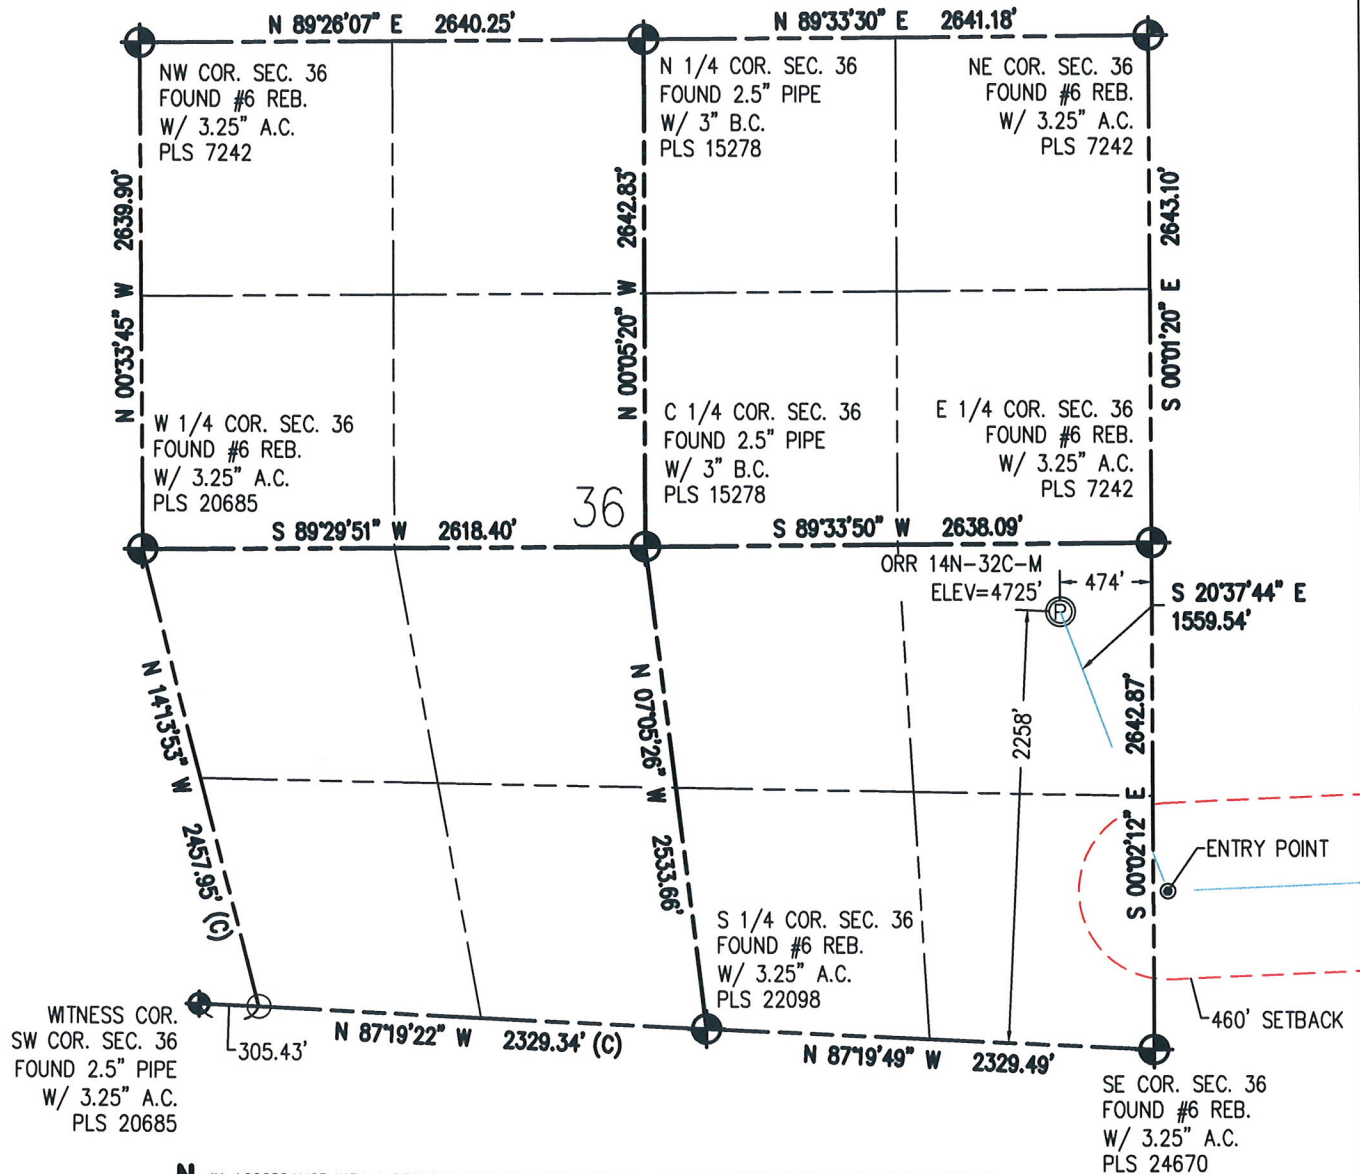 N 89°26'07" E 2640.25'
N 89°33'30" E 2641.18'
NW COR. SEC. 36
FOUND #6 REB.
W/ 3.25" A.C.
PLS 7242
N 1/4 COR. SEC. 36
FOUND 2.5" PIPE
W/ 3" B.C.
PLS 15278
NE COR. SEC. 36
FOUND #6 REB.
W/ 3.25" A.C.
PLS 7242
N 00°33'45" W 2639.90'
N 00°05'20" W 2642.83'
S 00°01'20" E 2643.10'
W 1/4 COR. SEC. 36
FOUND #6 REB.
W/ 3.25" A.C.
PLS 20685
C 1/4 COR. SEC. 36
FOUND 2.5" PIPE
W/ 3" B.C.
PLS 15278
E 1/4 COR. SEC. 36
FOUND #6 REB.
W/ 3.25" A.C.
PLS 7242
36
S 89°29'51" W 2618.40'
S 89°33'50" W 2638.09'
ORR 14N-32C-M
ELEV=4725'
474'
P
S 20°37'44" E
1559.54'
N 14°13'53" W 2457.95' (C)
N 07°05'26" W 2533.66'
2258'
S 00°02'12" E 2642.87'
ENTRY POINT
S 1/4 COR. SEC. 36
FOUND #6 REB.
W/ 3.25" A.C.
PLS 22098
460' SETBACK
WITNESS COR.
SW COR. SEC. 36
FOUND 2.5" PIPE
W/ 3.25" A.C.
PLS 20685
305.43'
N 87°19'22" W 2329.34' (C)
N 87°19'49" W 2329.49'
SE COR. SEC. 36
FOUND #6 REB.
W/ 3.25" A.C.
PLS 24670
N